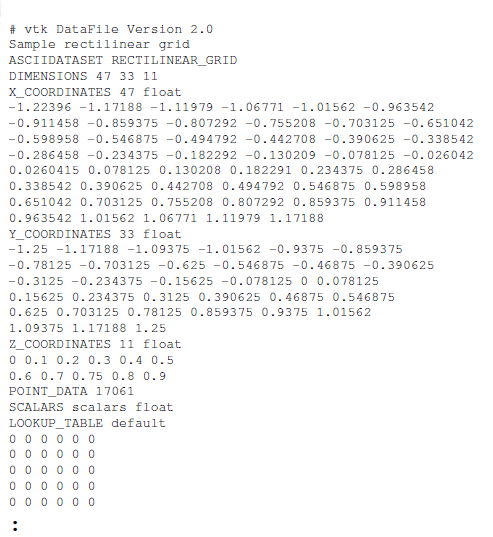 # vtk DataFile Version 2.0
Sample rectilinear grid
ASCIIDATASET RECTILINEAR_GRID
DIMENSIONS 47 33 11
X_COORDINATES 47 float
−1.22396 −1.17188 −1.11979 −1.06771 −1.01562 −0.963542
−0.911458 −0.859375 −0.807292 −0.755208 −0.703125 −0.651042
−0.598958 −0.546875 −0.494792 −0.442708 −0.390625 −0.338542
−0.286458 −0.234375 −0.182292 −0.130209 −0.078125 −0.026042
0.0260415 0.078125 0.130208 0.182291 0.234375 0.286458
0.338542 0.390625 0.442708 0.494792 0.546875 0.598958
0.651042 0.703125 0.755208 0.807292 0.859375 0.911458
0.963542 1.01562 1.06771 1.11979 1.17188
Y_COORDINATES 33 float
−1.25 −1.17188 −1.09375 −1.01562 −0.9375 −0.859375
−0.78125 −0.703125 −0.625 −0.546875 −0.46875 −0.390625
−0.3125 −0.234375 −0.15625 −0.078125 0 0.078125
0.15625 0.234375 0.3125 0.390625 0.46875 0.546875
0.625 0.703125 0.78125 0.859375 0.9375 1.01562
1.09375 1.17188 1.25
Z_COORDINATES 11 float
0 0.1 0.2 0.3 0.4 0.5
0.6 0.7 0.75 0.8 0.9
POINT_DATA 17061
SCALARS scalars float
LOOKUP_TABLE default
0 0 0 0 0 0
0 0 0 0 0 0
0 0 0 0 0 0
0 0 0 0 0 0
0 0 0 0 0 0
: